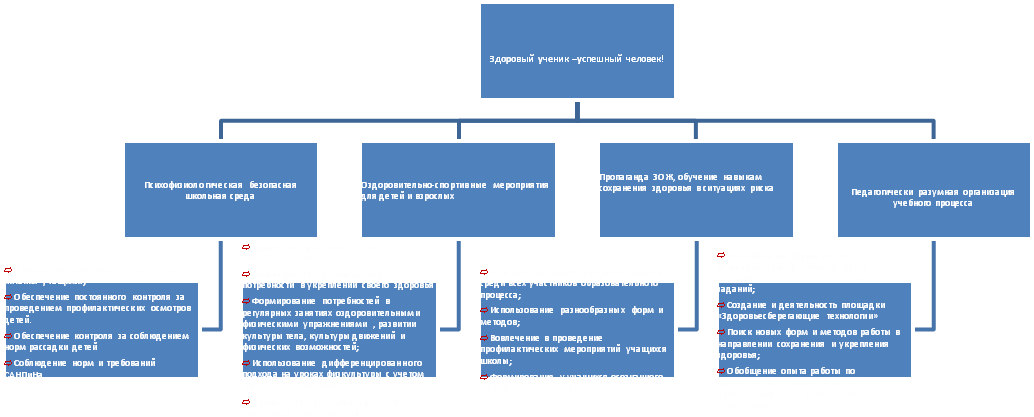 Здоровый ученик –успешный человек!
Психофизиологическая безопасная
школьная среда
Оздоровительно-спортивные мероприятия
для детей и взрослых
Пропаганда ЗОЖ, обучение навыкам
сохранения здоровья в ситуациях риска
Педагогически разумная организация
учебного процесса
Обеспечение постоянного контроля за
проведением профилактических осмотров
детей.
Обеспечение контроля за соблюдением
норм рассадки детей
Соблюдение норм и требований
САНПиНа
потребности в укреплении своего здоровья
Формирование потребностей в
регулярных занятиях оздоровительными и
физическими упражнениями , развитии
культуры тела, культуры движений и
физических возможностей;
Использование дифференцированного
подхода на уроках физкультуры с учетом
среди всех участников образовательного
процесса;
Использование разнообразных форм и
методов;
Вовлечение в проведение
профилактических мероприятий учащихся
школы;
заданий;
Создание и деятельность площадки
«Здоровьесберегающие технологии»
Поиск новых форм и методов работы в
направлении сохранения и укрепления
здоровья;
Обобщение опыта работы по